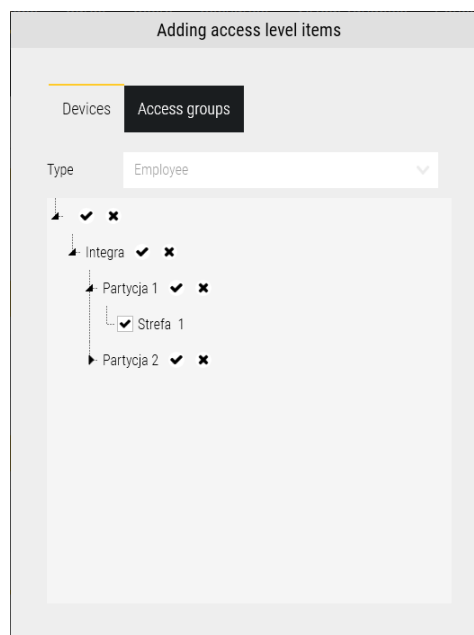 Adding access level items
Devices
Access groups
Type
Employee
Integra
Partycja 1
Strefa 1
Partycja 2